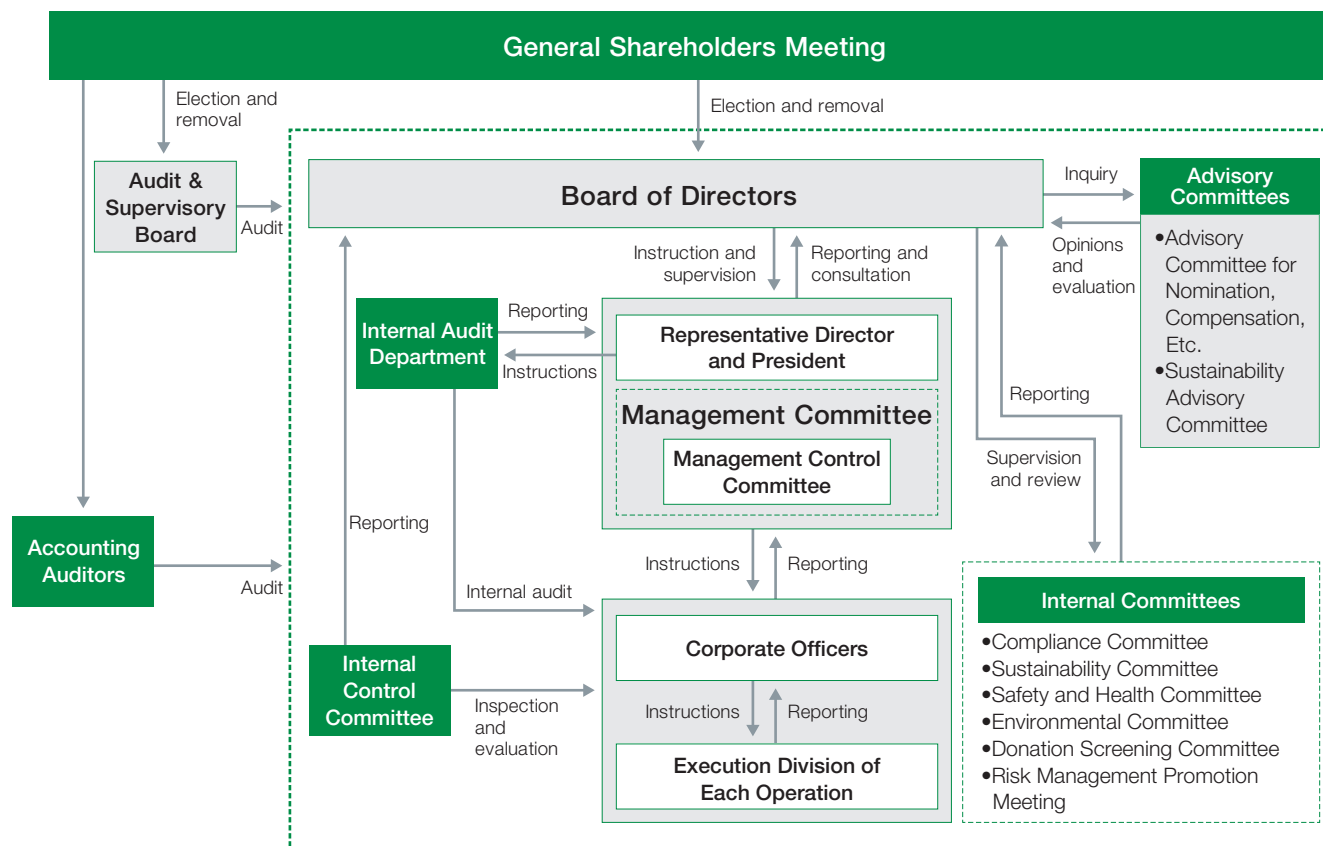 General Shareholders Meeting
Election and
removal
Election and removal
Audit &
Supervisory
Board
Audit
Board of Directors
Inquiry
Opinions
and
evaluation
Advisory
Committees
•Advisory
Committee for
Nomination,
Compensation,
Etc.
•Sustainability
Advisory
Committee
Instruction and
supervision
Reporting and
consultation
Internal Audit
Department
Reporting
Instructions
Representative Director
and President
Management Committee
Management Control
Committee
Reporting
Supervision
and review
Reporting
Accounting
Auditors
Audit
Instructions
Reporting
Internal audit
Internal
Control
Committee
Inspection
and
evaluation
Corporate Officers
Instructions
Reporting
Execution Division of
Each Operation
Internal Committees
•Compliance Committee
•Sustainability Committee
•Safety and Health Committee
•Environmental Committee
•Donation Screening Committee
•Risk Management Promotion
Meeting